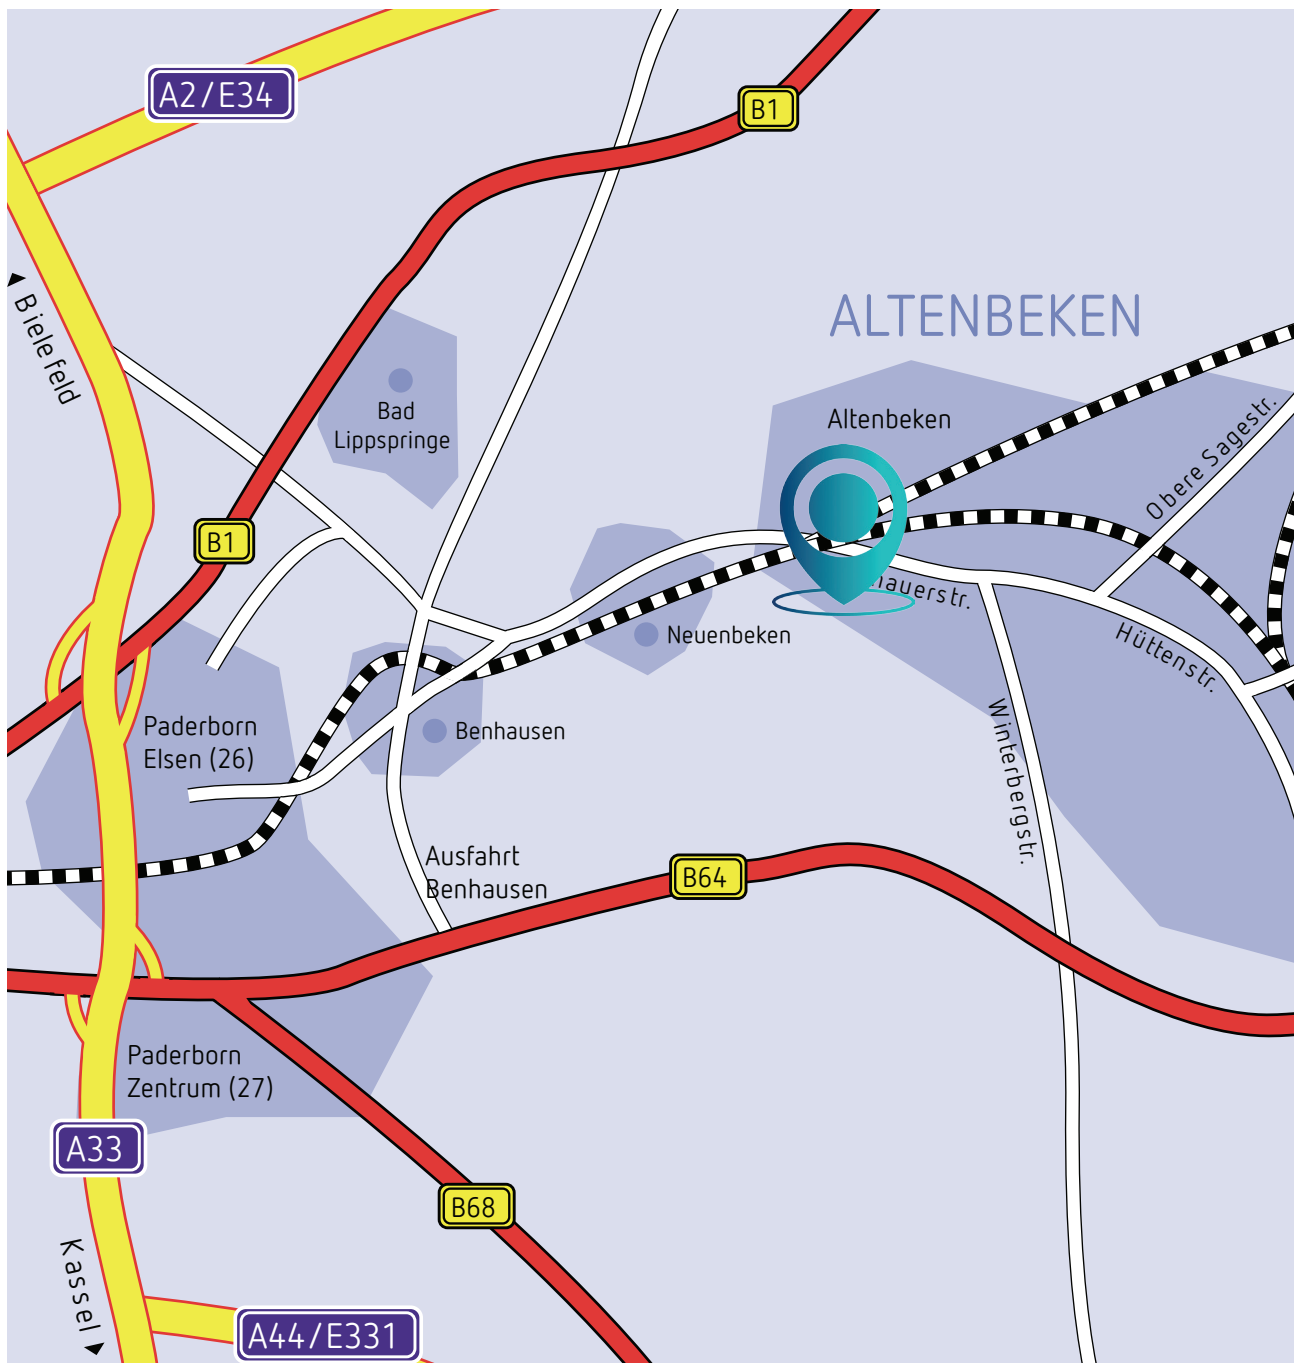 A2/E34
B1
Bielefeld
ALTENBEKEN
Bad
Lippspringe
Altenbeken
Obere Sagestr.
B1
Neuenbeken
Hüttenstr.
Paderborn
Elsen (26)
Benhausen
Winterbergstr.
Ausfahrt
Benhausen
B64
Paderborn
Zentrum (27)
A33
B68
Kassel
A44/E331